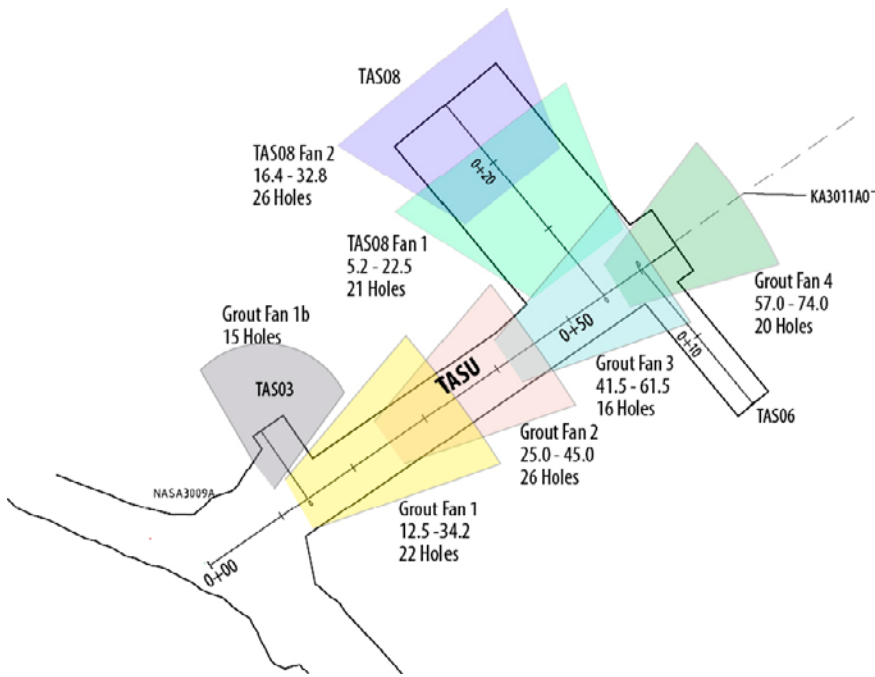 TAS08
TAS08 Fan 2
16.4 - 32.8
26 Holes
0+20
KA3011A0
TAS08 Fan 1
5.2 - 22.5
21 Holes
Grout Fan 4
57.0 - 74.0
20 Holes
Grout Fan 1b
15 Holes
0+50
0+10
TASU
Grout Fan 3
41.5 - 61.5
16 Holes
TAS03
TAS06
Grout Fan 2
25.0 - 45.0
26 Holes
NASA3009A
Grout Fan 1
12.5 -34.2
22 Holes
0+00